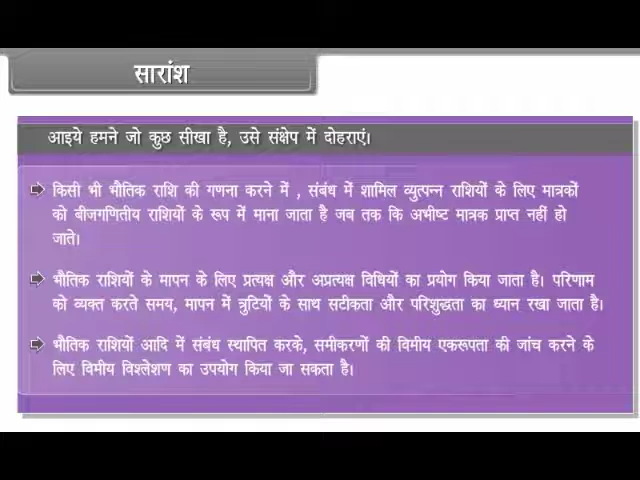 सारांश
आइये हमने जो कुछ सीखा है, उसे संक्षेप में दोहराएं।
किसी भी भौतिक राशि की गणना करने में , संबंध में शामिल व्युत्पन्न राशियों के लिए मात्रकों
को बीजगणितीय राशियों के रूप में माना जाता है जब तक कि अभीष्ट मात्रक प्राप्त नहीं हो
जाते।
भौतिक राशियों के मापन के लिए प्रत्यक्ष और अप्रत्यक्ष विधियों का प्रयोग किया जाता है। परिणाम
को व्यक्त करते समय, मापन में त्रुटियों के साथ सटीकता और परिशुद्धता का ध्यान रखा जाता है।
भौतिक राशियों आदि में संबंध स्थापित करके, समीकरणों की विमीय एकरूपता की जांच करने के
लिए विमीय विश्लेशण का उपयोग किया जा सकता है।